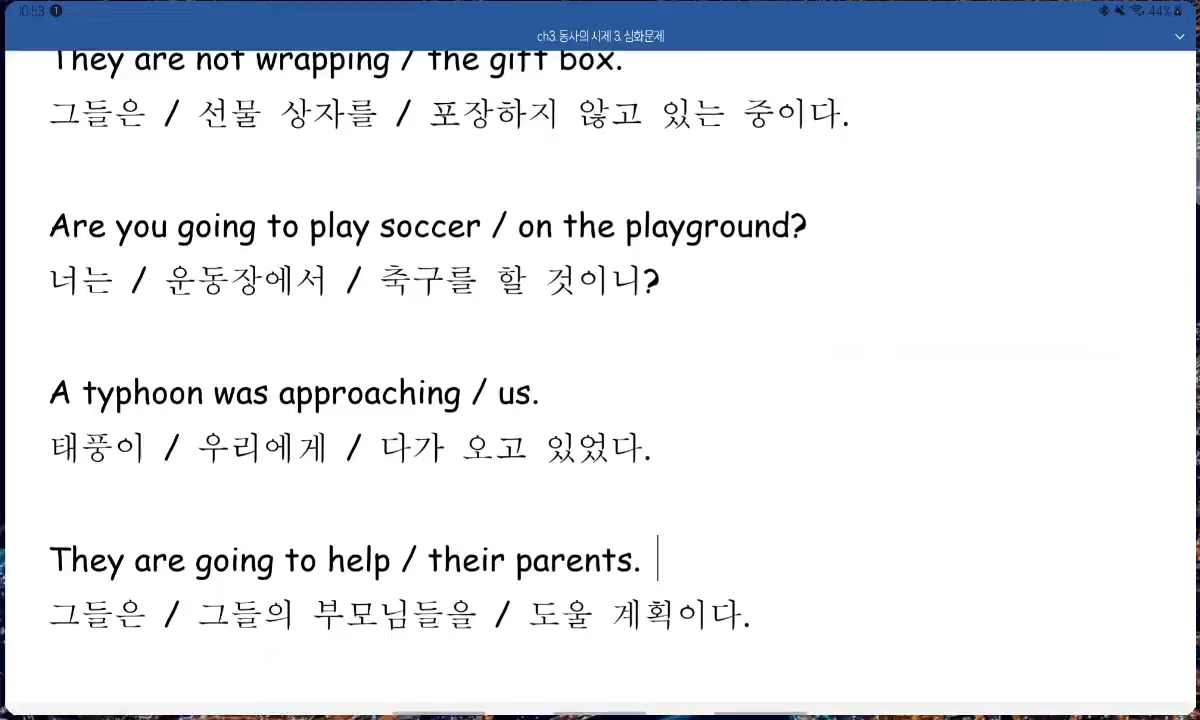 10:53 1 44%
ch3. 동사의 시제 3. 심화문제
They are not wrapping / the gift box.
그들은 / 선물 상자를 / 포장하지 않고 있는 중이다.
Are you going to play soccer / on the playground?
너는 / 운동장에서 / 축구를 할 것이니?
A typhoon was approaching / us.
태풍이 / 우리에게 / 다가 오고 있었다.
They are going to help / their parents.
그들은 / 그들의 부모님들을 / 도울 계획이다.